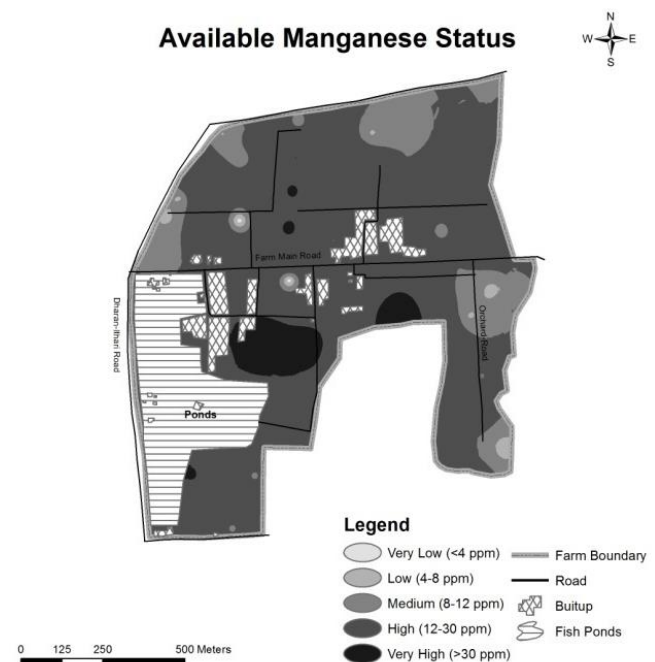 Available Manganese Status
N
W E
S
Farm Main Road
Dharan-Ithari Road
Orchard-Road
Ponds
Legend
Very Low (<4 ppm)
Low (4-8 ppm)
Medium (8-12 ppm)
High (12-30 ppm)
Very High (>30 ppm)
Farm Boundary
Road
Buitup
Fish Ponds
0 125 250 500 Meters